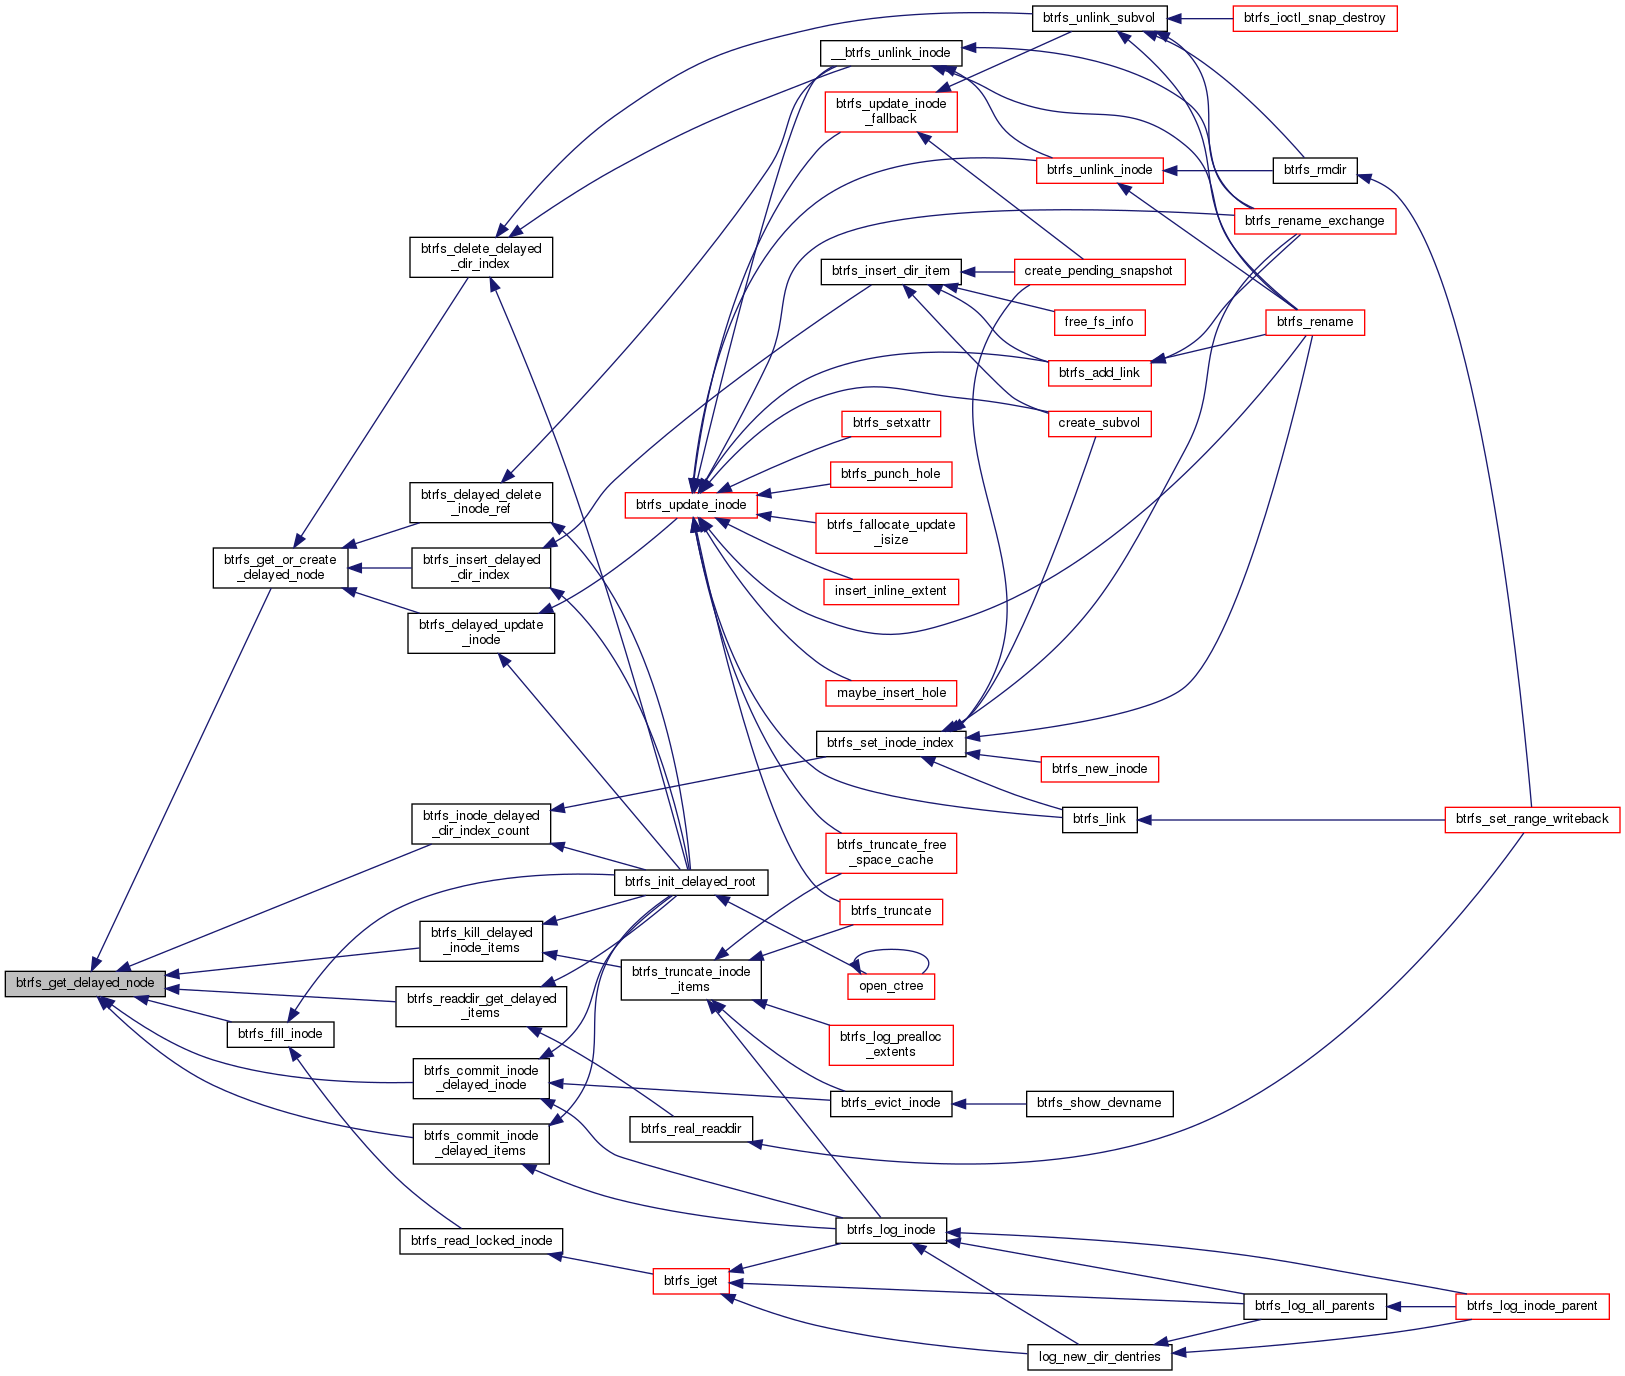 btrfs_unlink_subvol
btrfs_ioctl_snap_destroy
__btrfs_unlink_inode
btrfs_update_inode
_fallback
btrfs_unlink_inode
btrfs_rmdir
btrfs_rename_exchange
btrfs_delete_delayed
_dir_index
btrfs_insert_dir_item
create_pending_snapshot
free_fs_info
btrfs_rename
btrfs_add_link
btrfs_setxattr
create_subvol
btrfs_punch_hole
btrfs_delayed_delete
_inode_ref
btrfs_update_inode
btrfs_fallocate_update
_isize
btrfs_get_or_create
_delayed_node
btrfs_insert_delayed
_dir_index
insert_inline_extent
btrfs_delayed_update
_inode
maybe_insert_hole
btrfs_set_inode_index
btrfs_new_inode
btrfs_inode_delayed
_dir_index_count
btrfs_link
btrfs_set_range_writeback
btrfs_truncate_free
_space_cache
btrfs_init_delayed_root
btrfs_truncate
btrfs_kill_delayed
_inode_items
btrfs_get_delayed_node
btrfs_truncate_inode
_items
open_ctree
btrfs_readdir_get_delayed
_items
btrfs_fill_inode
btrfs_log_prealloc
_extents
btrfs_commit_inode
_delayed_inode
btrfs_evict_inode
btrfs_show_devname
btrfs_real_readdir
btrfs_commit_inode
_delayed_items
btrfs_log_inode
btrfs_read_locked_inode
btrfs_iget
btrfs_log_all_parents
btrfs_log_inode_parent
log_new_dir_dentries